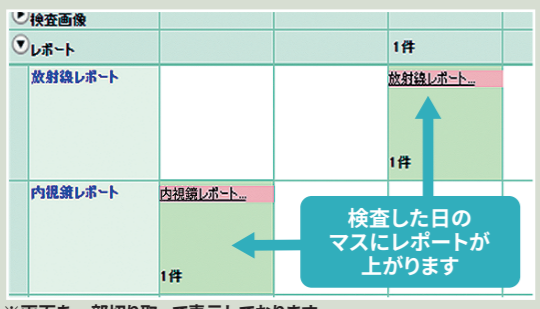 検査画像
レポート 1件
放射線レポート 放射線レポート...
1件
内視鏡レポート 内視鏡レポート...
検査した日の
マスにレポートが
上がります
1件